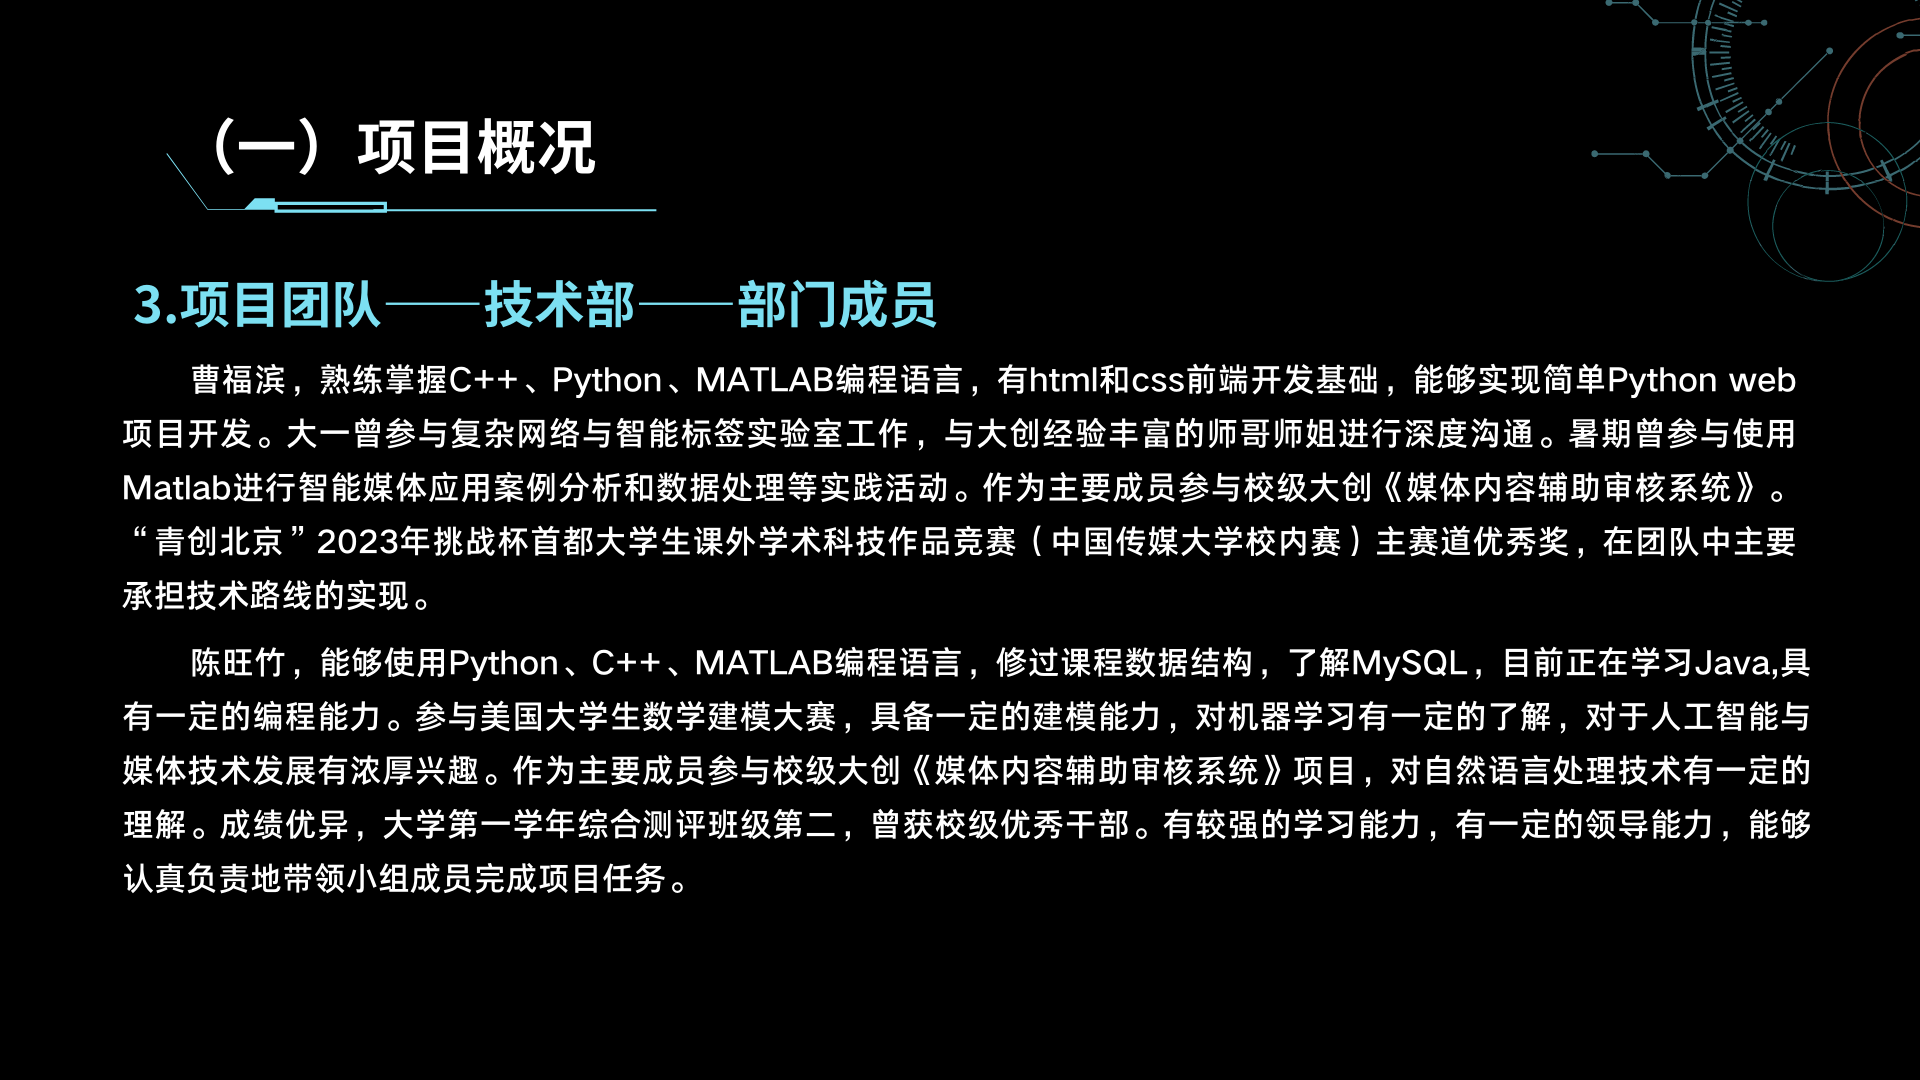 （一）项目概况
3.项目团队——技术部——部门成员
曹福滨，熟练掌握C++、Python、MATLAB编程语言，有html和css前端开发基础，能够实现简单Python web
项目开发。大一曾参与复杂网络与智能标签实验室工作，与大创经验丰富的师哥师姐进行深度沟通。暑期曾参与使用
Matlab进行智能媒体应用案例分析和数据处理等实践活动。作为主要成员参与校级大创《媒体内容辅助审核系统》。
“青创北京”2023年挑战杯首都大学生课外学术科技作品竞赛（中国传媒大学校内赛）主赛道优秀奖，在团队中主要
承担技术路线的实现。
陈旺竹，能够使用Python、C++、MATLAB编程语言，修过课程数据结构，了解MySQL，目前正在学习Java,具
有一定的编程能力。参与美国大学生数学建模大赛，具备一定的建模能力，对机器学习有一定的了解，对于人工智能与
媒体技术发展有浓厚兴趣。作为主要成员参与校级大创《媒体内容辅助审核系统》项目，对自然语言处理技术有一定的
理解。成绩优异，大学第一学年综合测评班级第二，曾获校级优秀干部。有较强的学习能力，有一定的领导能力，能够
认真负责地带领小组成员完成项目任务。